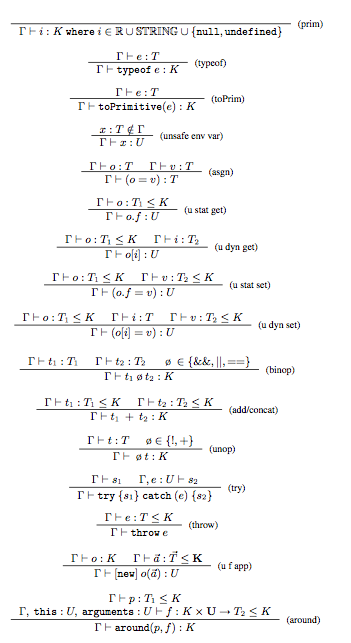 Γ ⊢ i : K where i ∈ ℝ ∪ 𝕊𝕋ℝ𝕀ℕ𝔾 ∪ {null, undefined} (prim)
Γ ⊢ e : T
Γ ⊢ typeof e : K (typeof)
Γ ⊢ e : T
Γ ⊢ toPrimitive(e) : K (toPrim)
x : T ∉ Γ
Γ ⊢ x : U (unsafe env var)
Γ ⊢ o : T Γ ⊢ v : T
Γ ⊢ (o = v) : T (asgn)
Γ ⊢ o : T₁ ≤ K
Γ ⊢ o.f : U (u stat get)
Γ ⊢ o : T₁ ≤ K Γ ⊢ i : T₂
Γ ⊢ o[i] : U (u dyn get)
Γ ⊢ o : T₁ ≤ K Γ ⊢ v : T₂ ≤ K
Γ ⊢ (o.f = v) : U (u stat set)
Γ ⊢ o : T₁ ≤ K Γ ⊢ i : T Γ ⊢ v : T₂ ≤ K
Γ ⊢ (o[i] = v) : U (u dyn set)
Γ ⊢ t₁ : T₁ Γ ⊢ t₂ : T₂ ø ∈ {&&, ||, ==}
Γ ⊢ t₁ ø t₂ : K (binop)
Γ ⊢ t₁ : T₁ ≤ K Γ ⊢ t₂ : T₂ ≤ K
Γ ⊢ t₁ + t₂ : K (add/concat)
Γ ⊢ t : T ø ∈ {!, +}
Γ ⊢ ø t : K (unop)
Γ ⊢ s₁ Γ, e : U ⊢ s₂
Γ ⊢ try {s₁} catch (e) {s₂} (try)
Γ ⊢ e : T ≤ K
Γ ⊢ throw e (throw)
Γ ⊢ o : K Γ ⊢ a⃗ : T⃗ ≤ K
Γ ⊢ [new] o(a⃗) : U (u f app)
Γ ⊢ p : T₁ ≤ K
Γ, this : U, arguments : U ⊢ f : K × U → T₂ ≤ K
Γ ⊢ around(p, f) : K (around)